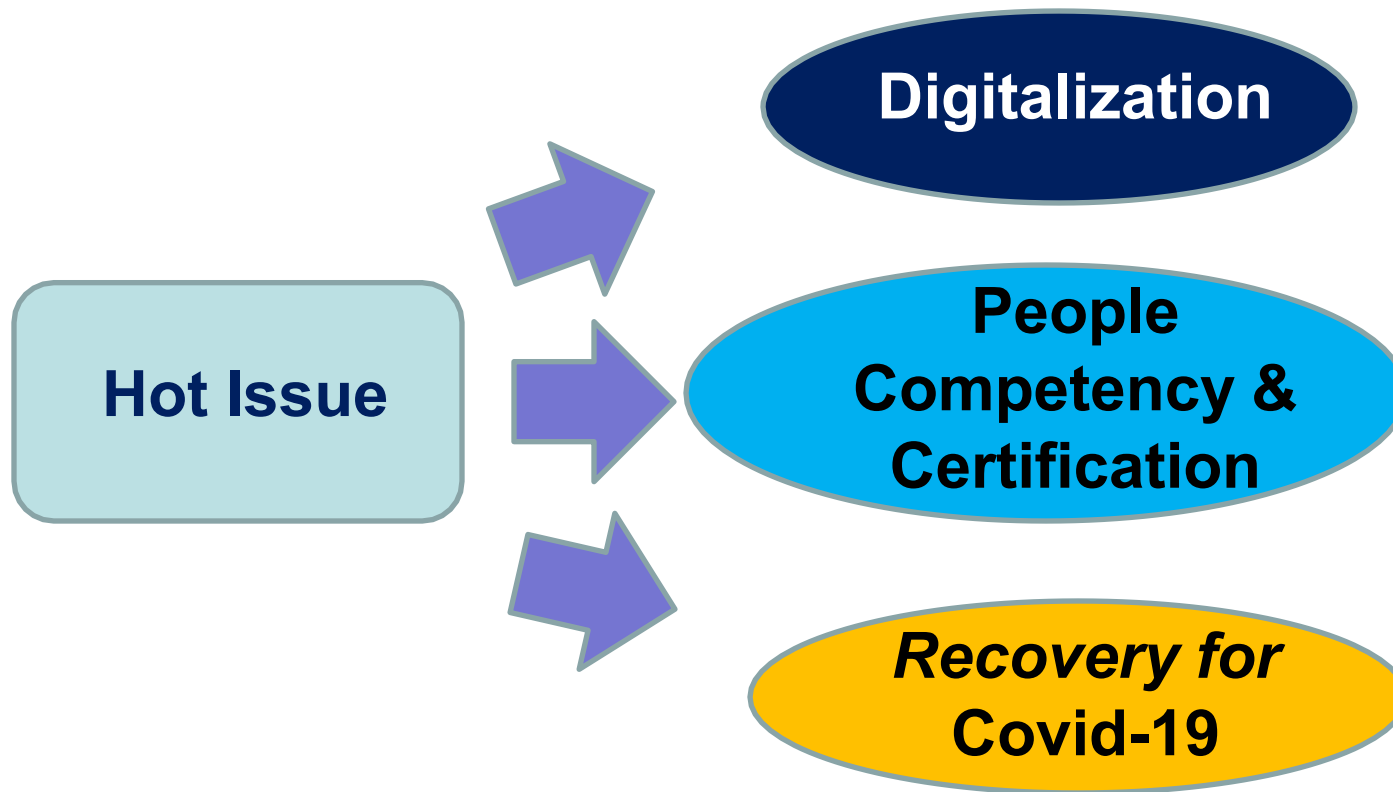 Digitalization
Hot Issue
People
Competency &
Certification
Recovery for
Covid-19